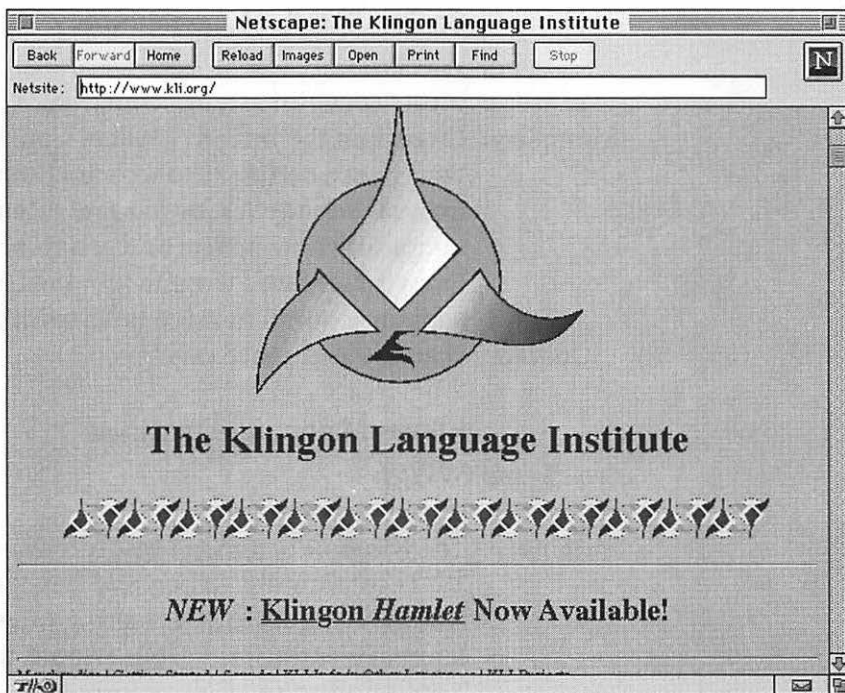 Netscape: The Klingon Language Institute
Back Forward Home Reload Images Open Print Find Stop
N
Netsite: http://www.kli.org/
The Klingon Language Institute
NEW : Klingon Hamlet Now Available!